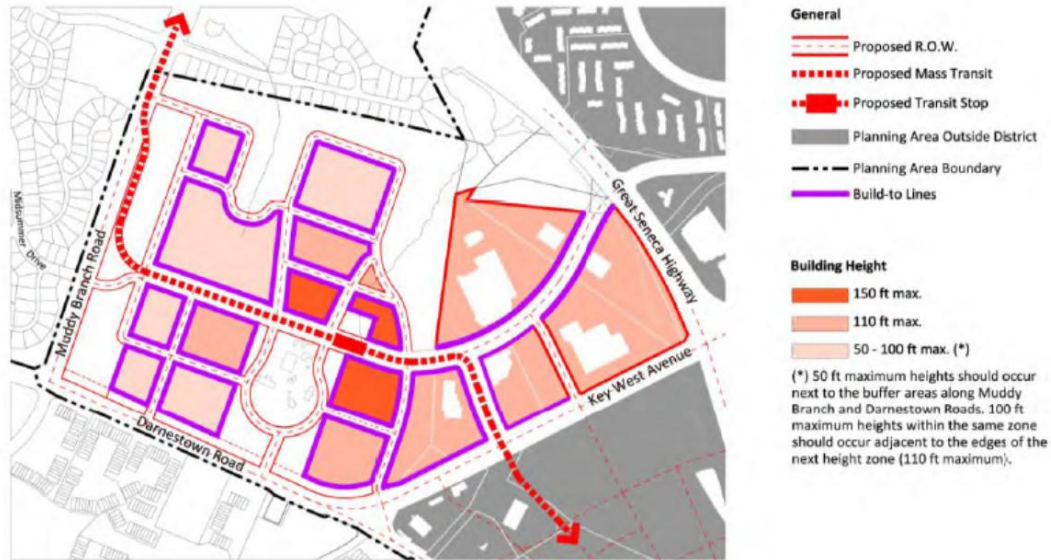 Midsummer Drive
Muddy Branch Road
Darnestown Road
Great Seneca Highway
Key West Avenue
General
Proposed R.O.W.
Proposed Mass Transit
Proposed Transit Stop
Planning Area Outside District
Planning Area Boundary
Build-to Lines
Building Height
150 ft max.
110 ft max.
50 - 100 ft max. (*)
(*) 50 ft maximum heights should occur
next to the buffer areas along Muddy
Branch and Darnestown Roads. 100 ft
maximum heights within the same zone
should occur adjacent to the edges of the
next height zone (110 ft maximum).